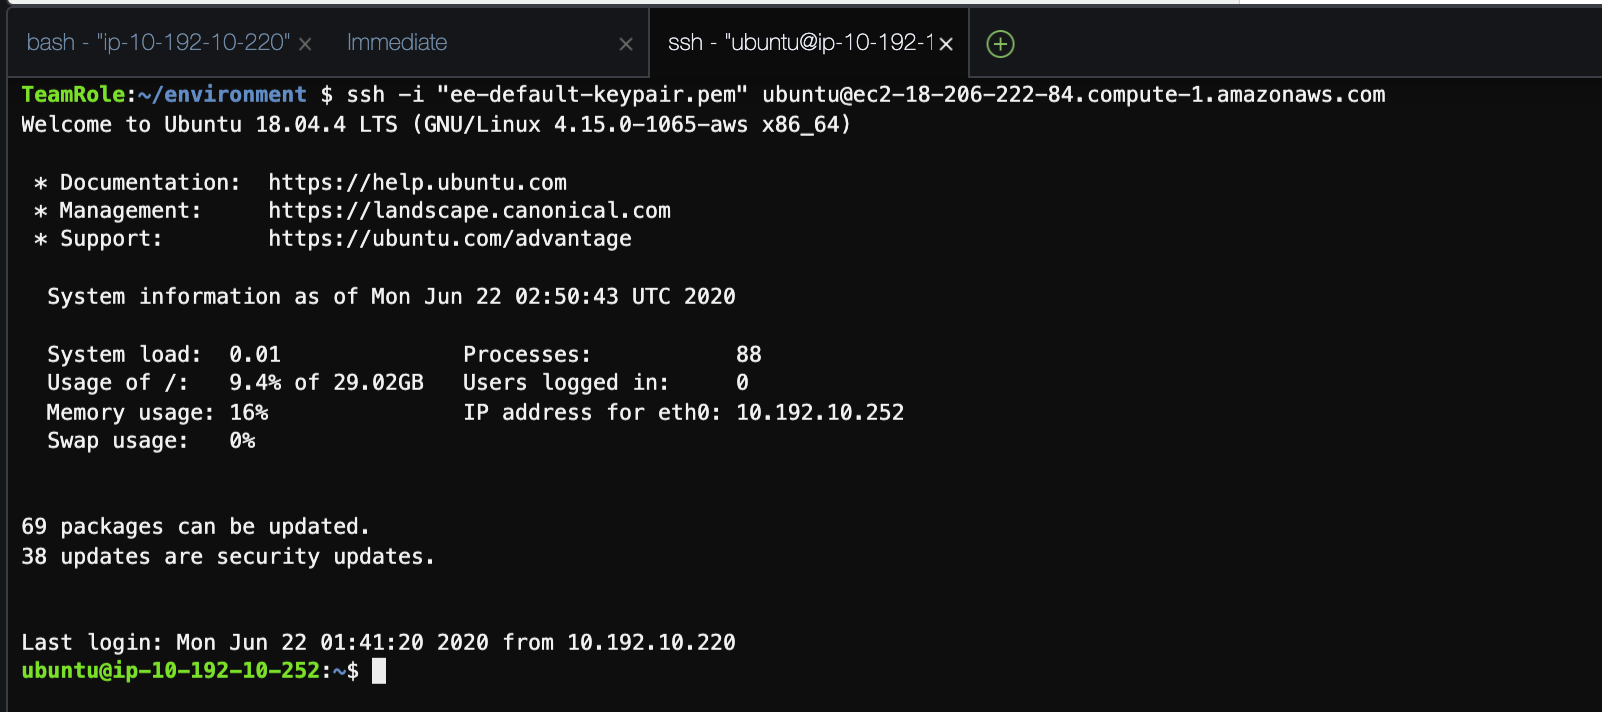 bash - "ip-10-192-10-220" × Immediate × ssh - "ubuntu@ip-10-192-1 ×
TeamRole:~/environment $ ssh -i "ee-default-keypair.pem" ubuntu@ec2-18-206-222-84.compute-1.amazonaws.com
Welcome to Ubuntu 18.04.4 LTS (GNU/Linux 4.15.0-1065-aws x86_64)
* Documentation:  https://help.ubuntu.com
* Management:     https://landscape.canonical.com
* Support:        https://ubuntu.com/advantage
System information as of Mon Jun 22 02:50:43 UTC 2020
System load:  0.01              Processes:           88
Usage of /:   9.4% of 29.02GB   Users logged in:     0
Memory usage: 16%               IP address for eth0: 10.192.10.252
Swap usage:   0%
69 packages can be updated.
38 updates are security updates.
Last login: Mon Jun 22 01:41:20 2020 from 10.192.10.220
ubuntu@ip-10-192-10-252:~$